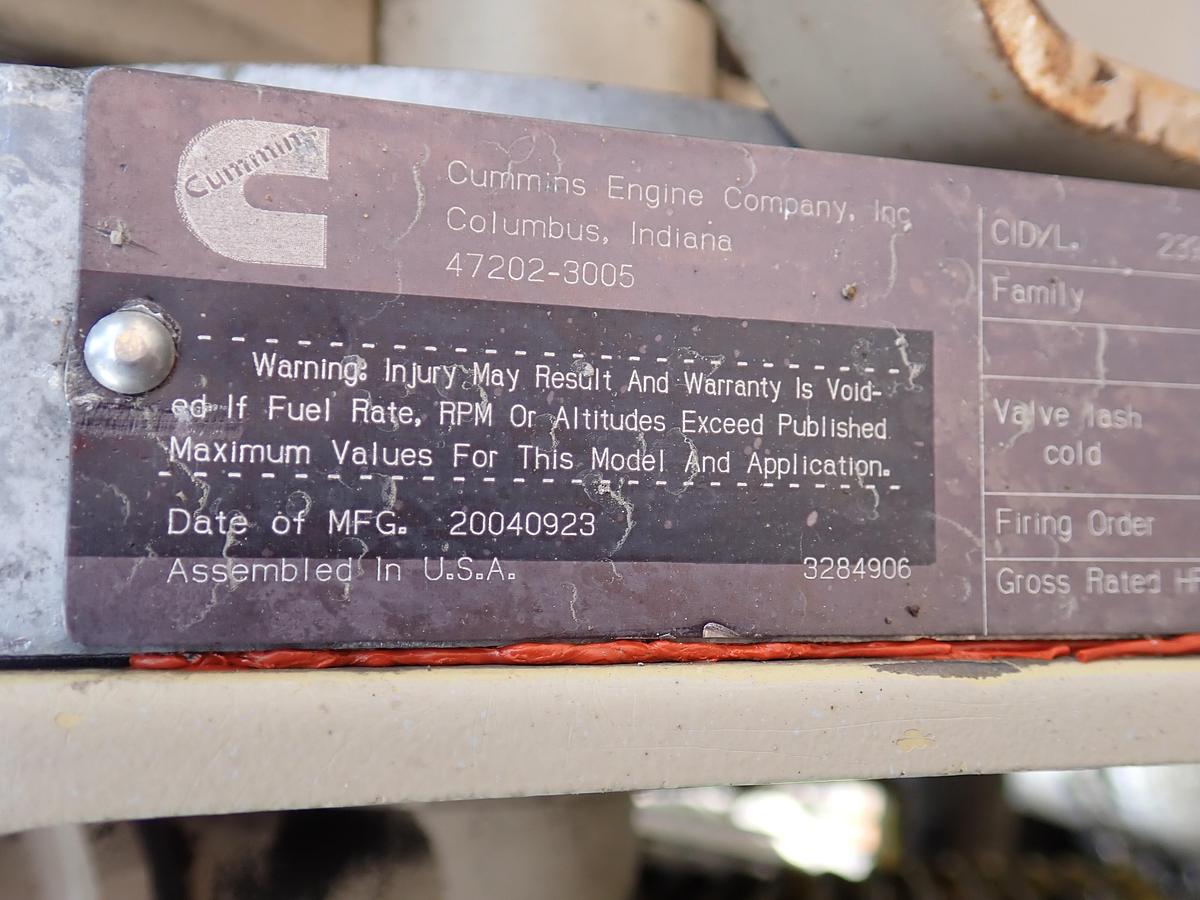 Cummins
Cummins Engine Company, Inc
Columbus, Indiana
47202-3005
Warning: Injury May Result And Warranty Is Void-
ed If Fuel Rate, RPM Or Altitudes Exceed Published
Maximum Values For This Model And Application.
Date of MFG. 20040923
Assembled In U.S.A. 3284906
CID/L.
Family
Valve lash
cold
Firing Order
Gross Rated